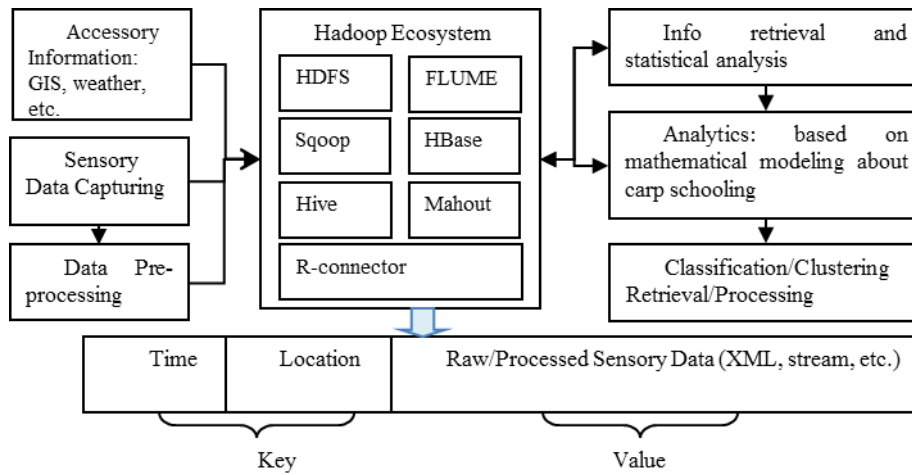 Accessory
Information:
GIS, weather,
etc.
Sensory
Data Capturing
Data Pre-
processing
Hadoop Ecosystem
HDFS
FLUME
Sqoop
HBase
Hive
Mahout
R-connector
Info retrieval and
statistical analysis
Analytics: based on
mathematical modeling about
carp schooling
Classification/Clustering
Retrieval/Processing
Time
Location
Raw/Processed Sensory Data (XML, stream, etc.)
Key
Value